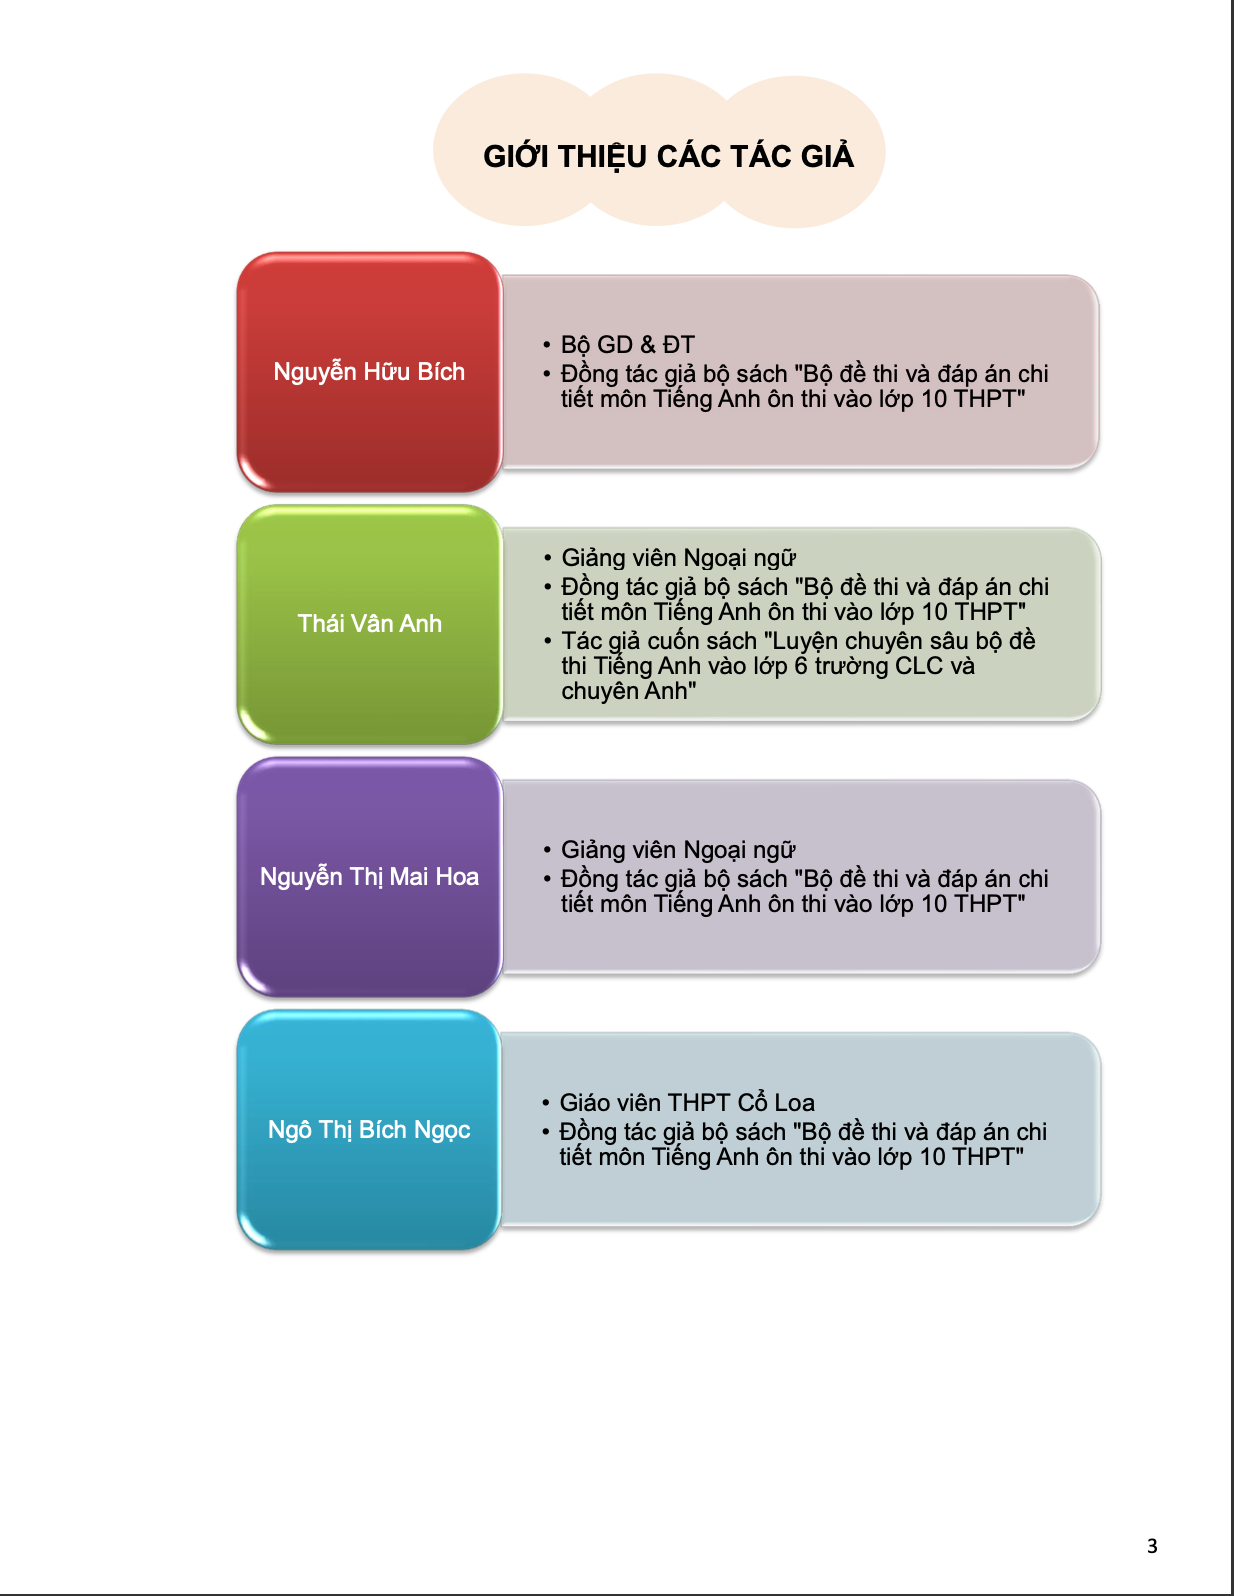 GIỚI THIỆU CÁC TÁC GIẢ
Nguyễn Hữu Bích
• Bộ GD & ĐT
• Đồng tác giả bộ sách "Bộ đề thi và đáp án chi
tiết môn Tiếng Anh ôn thi vào lớp 10 THPT"
Thái Vân Anh
• Giảng viên Ngoại ngữ
• Đồng tác giả bộ sách "Bộ đề thi và đáp án chi
tiết môn Tiếng Anh ôn thi vào lớp 10 THPT"
• Tác giả cuốn sách "Luyện chuyên sâu bộ đề
thi Tiếng Anh vào lớp 6 trường CLC và
chuyên Anh"
Nguyễn Thị Mai Hoa
• Giảng viên Ngoại ngữ
• Đồng tác giả bộ sách "Bộ đề thi và đáp án chi
tiết môn Tiếng Anh ôn thi vào lớp 10 THPT"
Ngô Thị Bích Ngọc
• Giáo viên THPT Cổ Loa
• Đồng tác giả bộ sách "Bộ đề thi và đáp án chi
tiết môn Tiếng Anh ôn thi vào lớp 10 THPT"
3